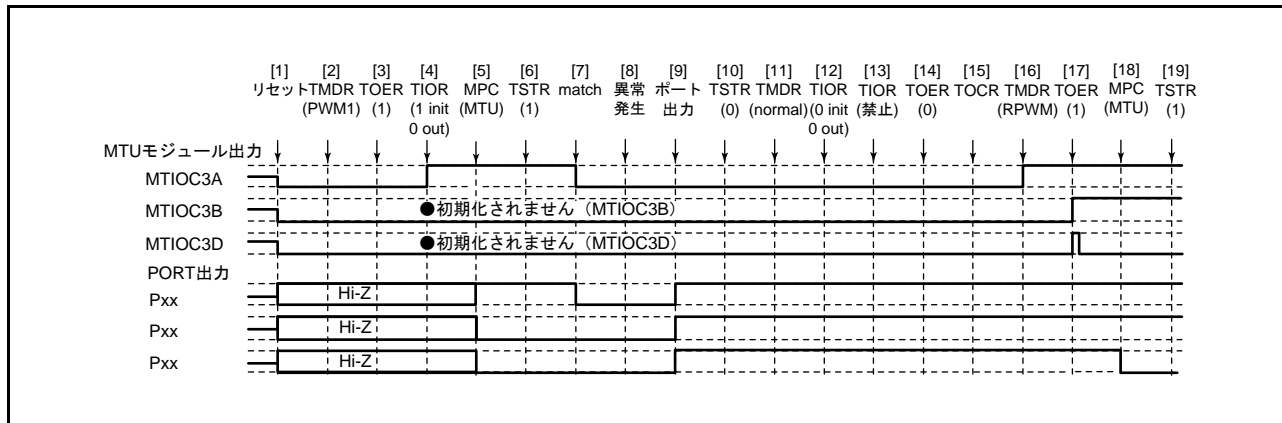 [1] [2] [3] [4] [5] [6] [7] [8] [9] [10] [11] [12] [13] [14] [15] [16] [17] [18] [19]
リセット TMDR TOER TIOR MPC TSTR match 異常 ポート TSTR TMDR TIOR TIOR TOER TOCR TMDR TOER MPC TSTR
(PWM1) (1) (1 init (MTU) (1) 発生 出力 (0) (normal) (0 init (禁止) (0) (RPWM) (1) (MTU) (1)
0 out) 0 out)
MTUモジュール出力
MTIOC3A
MTIOC3B ●初期化されません（MTIOC3B）
MTIOC3D ●初期化されません（MTIOC3D）
PORT出力
Pxx Hi-Z
Pxx Hi-Z
Pxx Hi-Z